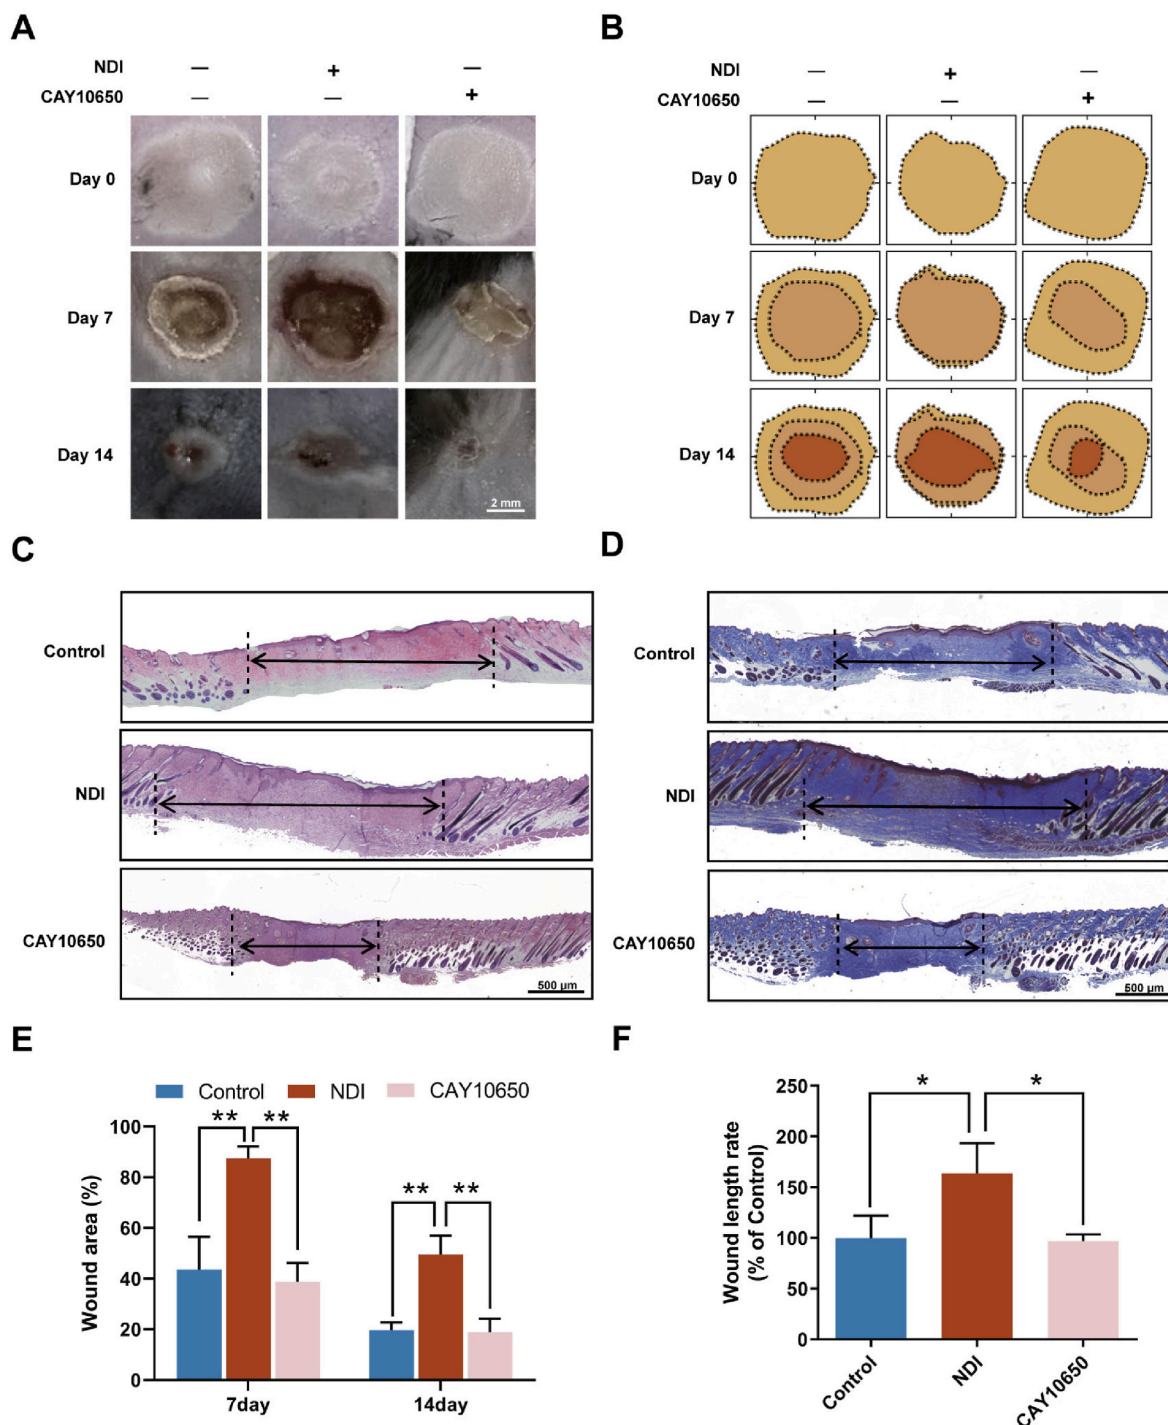 A
NDI — + —
CAY10650 — — +
Day 0
Day 7
Day 14
2 mm
B
NDI — + —
CAY10650 — — +
Day 0
Day 7
Day 14
C
Control
NDI
CAY10650
500 μm
D
Control
NDI
CAY10650
500 μm
E
Control NDI CAY10650
** **
** **
100
80
60
40
20
0
Wound area (%)
7day 14day
F
* *
250
200
150
100
50
0
Wound length rate
(% of Control)
Control
NDI
CAY10650